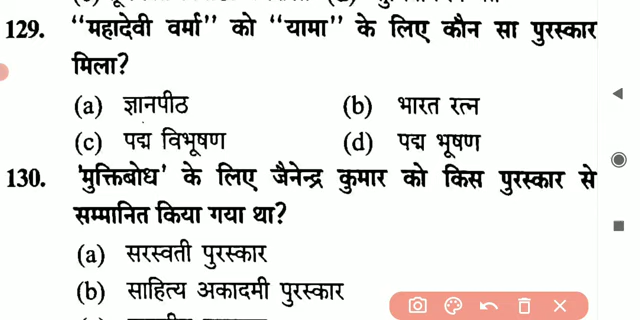 129. “महादेवी वर्मा” को “यामा” के लिए कौन सा पुरस्कार
मिला?
(a) ज्ञानपीठ (b) भारत रत्न
(c) पद्म विभूषण (d) पद्म भूषण
130. 'मुक्तिबोध' के लिए जैनेन्द्र कुमार को किस पुरस्कार से
सम्मानित किया गया था?
(a) सरस्वती पुरस्कार
(b) साहित्य अकादमी पुरस्कार